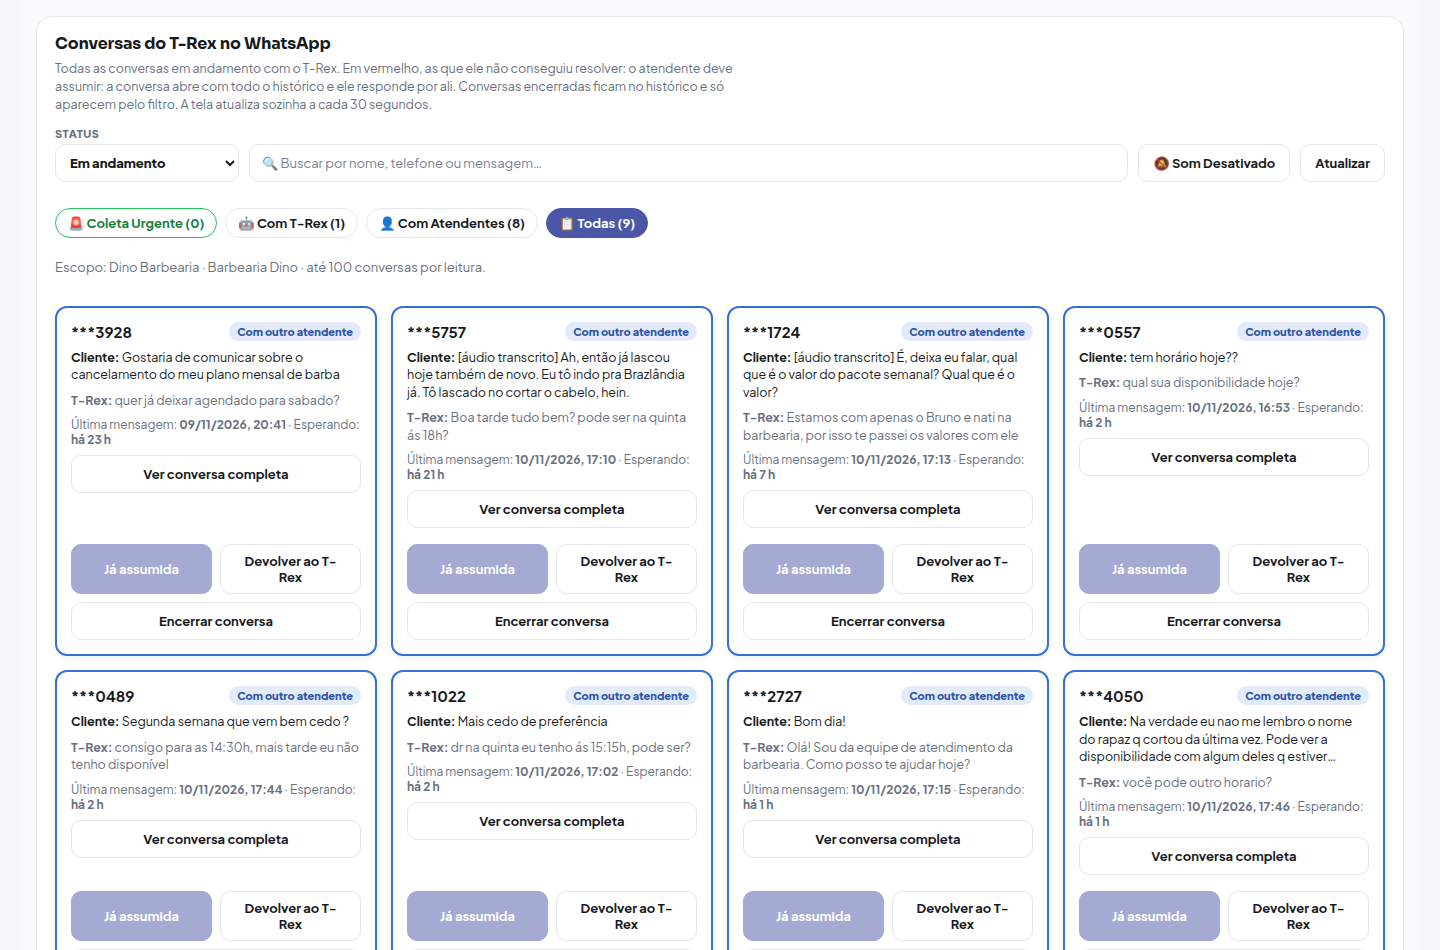 Conversas do T-Rex no WhatsApp
Todas as conversas em andamento com o T-Rex. Em vermelho, as que ele não conseguiu resolver: o atendente deve
assumir: a conversa abre com todo o histórico e ele responde por ali. Conversas encerradas ficam no histórico e só
aparecem pelo filtro. A tela atualiza sozinha a cada 30 segundos.
STATUS
Em andamento
🔍 Buscar por nome, telefone ou mensagem...
🔕 Som Desativado
Atualizar
🚨 Coleta Urgente (0)
🤖 Com T-Rex (1)
👤 Com Atendentes (8)
📋 Todas (9)
Escopo: Dino Barbearia · Barbearia Dino · até 100 conversas por leitura.
***3928
Com outro atendente
Cliente: Gostaria de comunicar sobre o
cancelamento do meu plano mensal de barba
T-Rex: quer já deixar agendado para sabado?
Última mensagem: 09/11/2026, 20:41 · Esperando:
há 23 h
Ver conversa completa
Já assumida
Devolver ao T-
Rex
Encerrar conversa
***5757
Com outro atendente
Cliente: [áudio transcrito] Ah, então já lascou
hoje também de novo. Eu tô indo pra Brazlândia
já. Tô lascado no cortar o cabelo, hein.
T-Rex: Boa tarde tudo bem? pode ser na quinta
ás 18h?
Última mensagem: 10/11/2026, 17:10 · Esperando:
há 21 h
Ver conversa completa
Já assumida
Devolver ao T-
Rex
Encerrar conversa
***1724
Com outro atendente
Cliente: [áudio transcrito] É, deixa eu falar, qual
que é o valor do pacote semanal? Qual que é o
valor?
T-Rex: Estamos com apenas o Bruno e nati na
barbearia, por isso te passei os valores com ele
Última mensagem: 10/11/2026, 17:13 · Esperando:
há 7 h
Ver conversa completa
Já assumida
Devolver ao T-
Rex
Encerrar conversa
***0557
Com outro atendente
Cliente: tem horário hoje??
T-Rex: qual sua disponibilidade hoje?
Última mensagem: 10/11/2026, 16:53 · Esperando:
há 2 h
Ver conversa completa
Já assumida
Devolver ao T-
Rex
Encerrar conversa
***0489
Com outro atendente
Cliente: Segunda semana que vem bem cedo ?
T-Rex: consigo para as 14:30h, mais tarde eu não
tenho disponível
Última mensagem: 10/11/2026, 17:44 · Esperando:
há 2 h
Ver conversa completa
Já assumida
Devolver ao T-
Rex
***1022
Com outro atendente
Cliente: Mais cedo de preferência
T-Rex: dr na quinta eu tenho ás 15:15h, pode ser?
Última mensagem: 10/11/2026, 17:02 · Esperando:
há 2 h
Ver conversa completa
Já assumida
Devolver ao T-
Rex
***2727
Com outro atendente
Cliente: Bom dia!
T-Rex: Olá! Sou da equipe de atendimento da
barbearia. Como posso te ajudar hoje?
Última mensagem: 10/11/2026, 17:15 · Esperando:
há 1 h
Ver conversa completa
Já assumida
Devolver ao T-
Rex
***4050
Com outro atendente
Cliente: Na verdade eu nao me lembro o nome
do rapaz q cortou da última vez. Pode ver a
disponibilidade com algum deles q estiver...
T-Rex: você pode outro horario?
Última mensagem: 10/11/2026, 17:46 · Esperando:
há 1 h
Ver conversa completa
Já assumida
Devolver ao T-
Rex